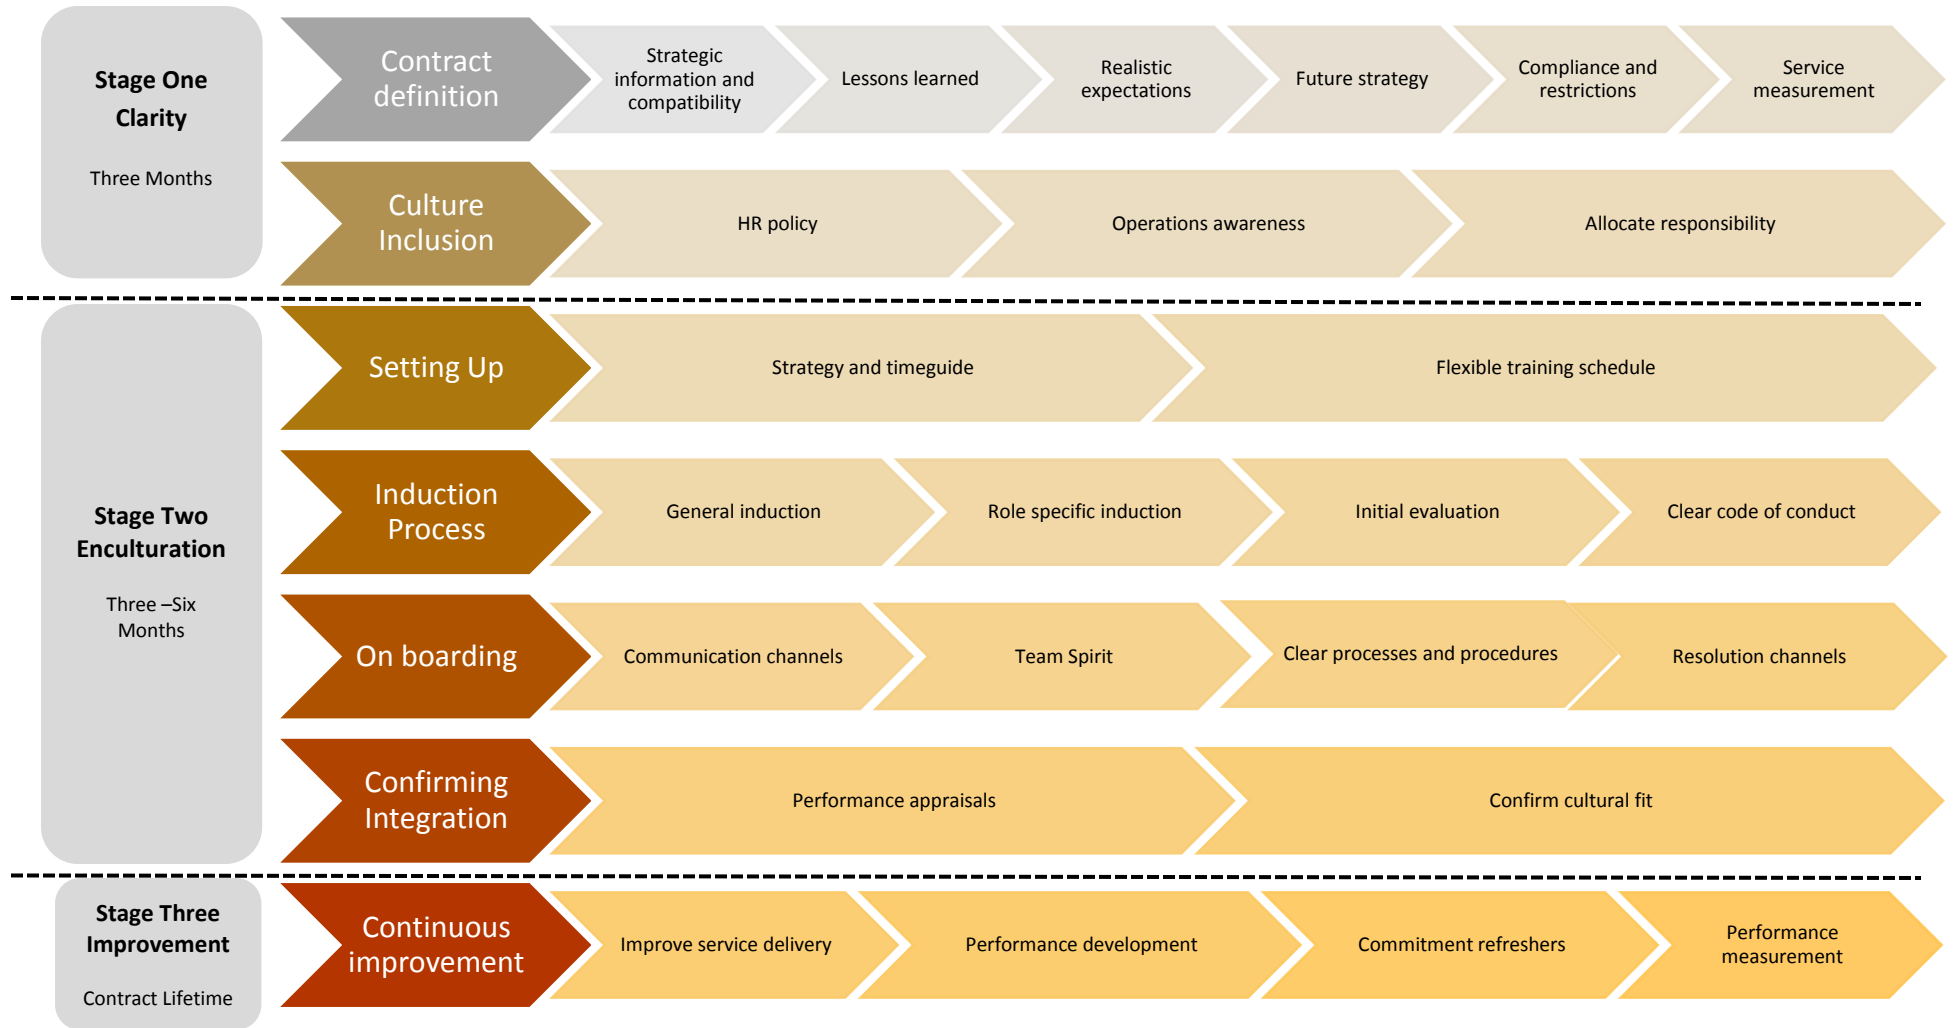 Stage One
Clarity
Three Months
Contract
definition
Strategic
information and
compatibility
Lessons learned
Realistic
expectations
Future strategy
Compliance and
restrictions
Service
measurement
Culture
Inclusion
HR policy
Operations awareness
Allocate responsibility
Stage Two
Enculturation
Three –Six
Months
Setting Up
Strategy and timeguide
Flexible training schedule
Induction
Process
General induction
Role specific induction
Initial evaluation
Clear code of conduct
On boarding
Communication channels
Team Spirit
Clear processes and procedures
Resolution channels
Confirming
Integration
Performance appraisals
Confirm cultural fit
Stage Three
Improvement
Contract Lifetime
Continuous
improvement
Improve service delivery
Performance development
Commitment refreshers
Performance
measurement